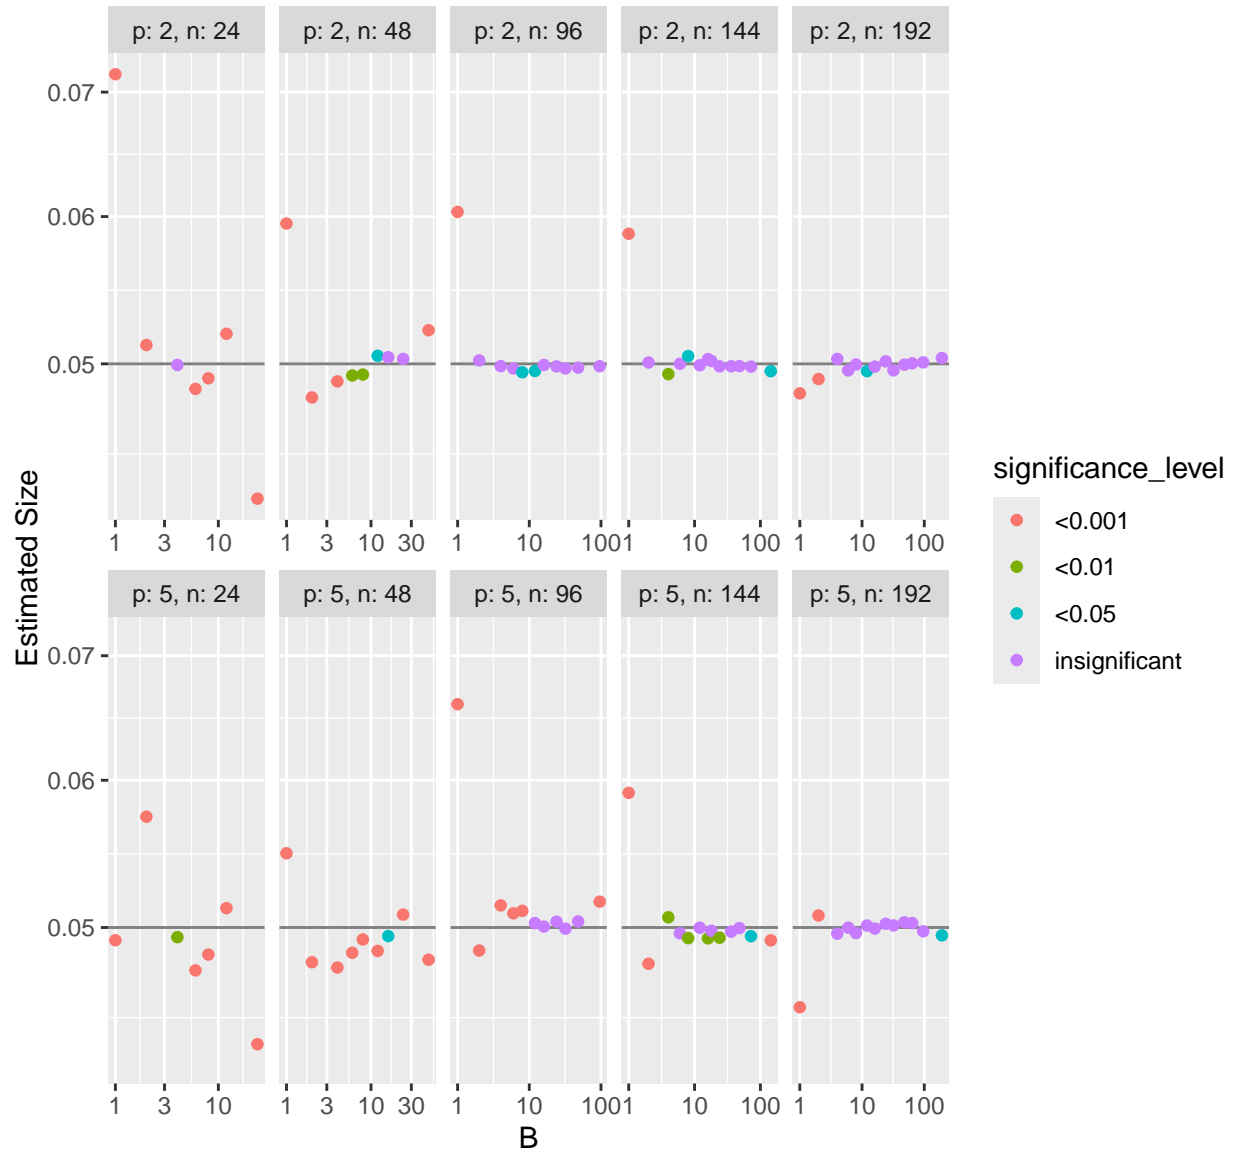 p: 2, n: 24 p: 2, n: 48 p: 2, n: 96 p: 2, n: 144 p: 2, n: 192
0.07
0.06
0.05
1 3 10 1 3 10 30 1 10 100 1 10 100 1 10 100
p: 5, n: 24 p: 5, n: 48 p: 5, n: 96 p: 5, n: 144 p: 5, n: 192
0.07
0.06
0.05
1 3 10 1 3 10 30 1 10 100 1 10 100 1 10 100
B
Estimated Size
significance_level
<0.001
<0.01
<0.05
insignificant